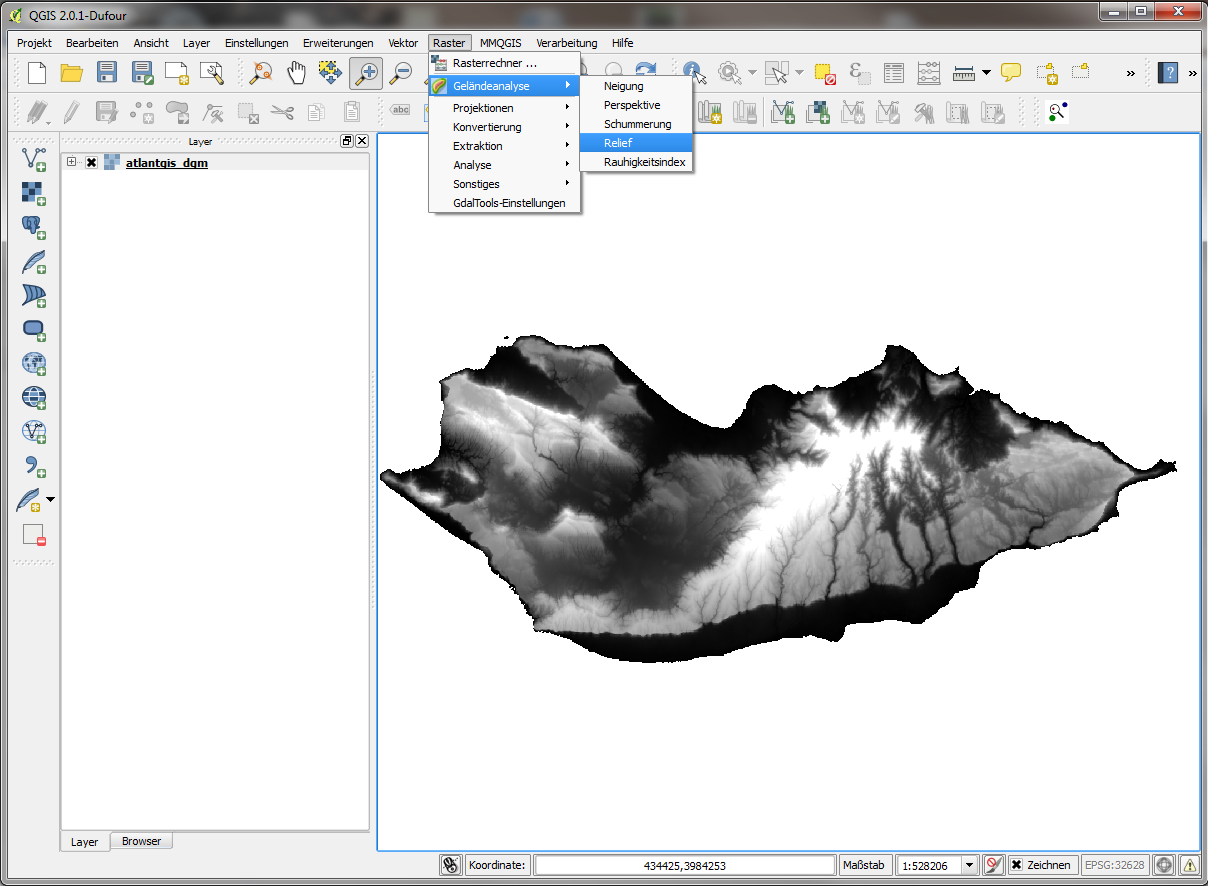 QGIS 2.0.1-Dufour
Projekt Bearbeiten Ansicht Layer Einstellungen Erweiterungen Vektor Raster MMQGIS Verarbeitung Hilfe
Rasterrechner ...
Geländeanalyse
Projektionen
Konvertierung
Extraktion
Analyse
Sonstiges
GdalTools-Einstellungen
Neigung
Perspektive
Schummerung
Relief
Rauhigkeitsindex
abc
Layer
atlantgis_dgm
Layer Browser
Koordinate: 434425,3984253 Maßstab 1:528206 Zeichnen EPSG:32628